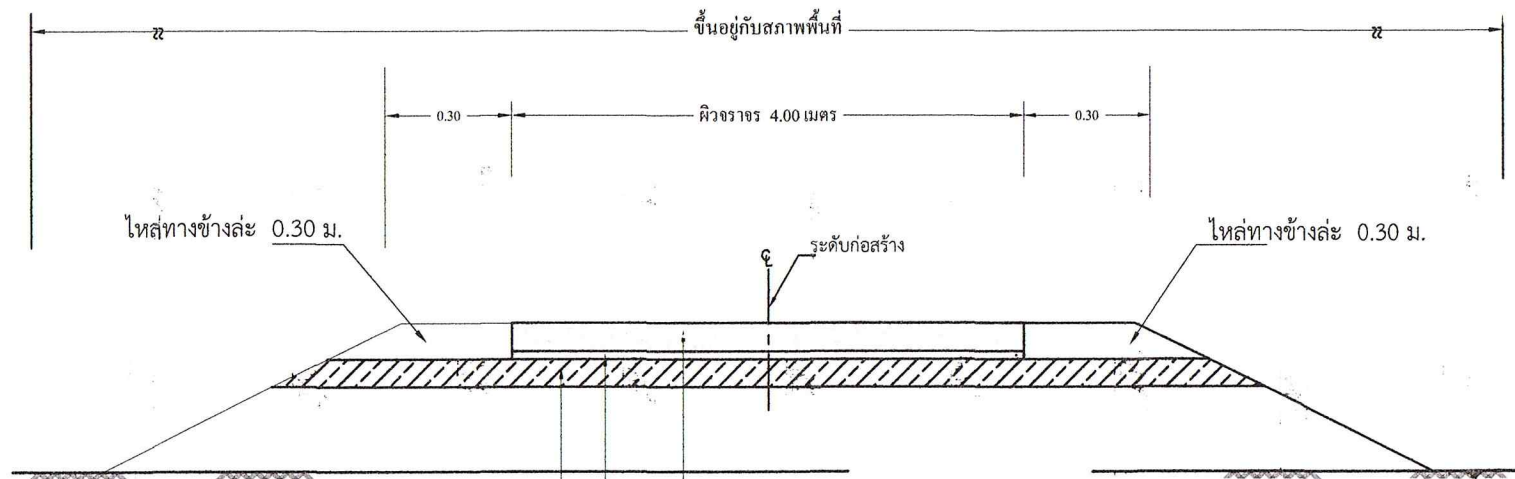 ขึ้นอยู่กับสภาพพื้นที่
0.30 ผิวจราจร 4.00 เมตร 0.30
ไหล่ทางข้างล่ะ 0.30 ม. ไหล่ทางข้างล่ะ 0.30 ม.
℄ ระดับก่อสร้าง